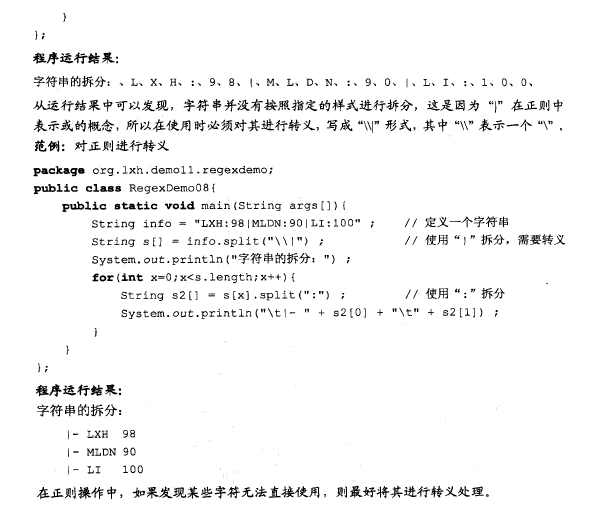 }
};
程序运行结果：
字符串的拆分：、L、X、H、:、9、8、|、M、L、D、N、:、9、0、|、L、I、:、1、0、0、
从运行结果中可以发现，字符串并没有按照指定的样式进行拆分，这是因为“|”在正则中
表示或的概念，所以在使用时必须对其进行转义，写成“\\|”形式，其中“\\”表示一个“\”。
范例：对正则进行转义
package org.lxh.demo11.regexdemo;
public class RegexDemo08{
public static void main(String args[]){
String info = "LXH:98|MLDN:90|LI:100" ; // 定义一个字符串
String s[] = info.split("\\|") ; // 使用“|”拆分，需要转义
System.out.println("字符串的拆分：") ;
for(int x=0;x<s.length;x++){
String s2[] = s[x].split(":") ; // 使用“:”拆分
System.out.println("\t|- " + s2[0] + "\t" + s2[1]) ;
}
}
};
程序运行结果：
字符串的拆分：
|- LXH 98
|- MLDN 90
|- LI 100
在正则操作中，如果发现某些字符无法直接使用，则最好将其进行转义处理。